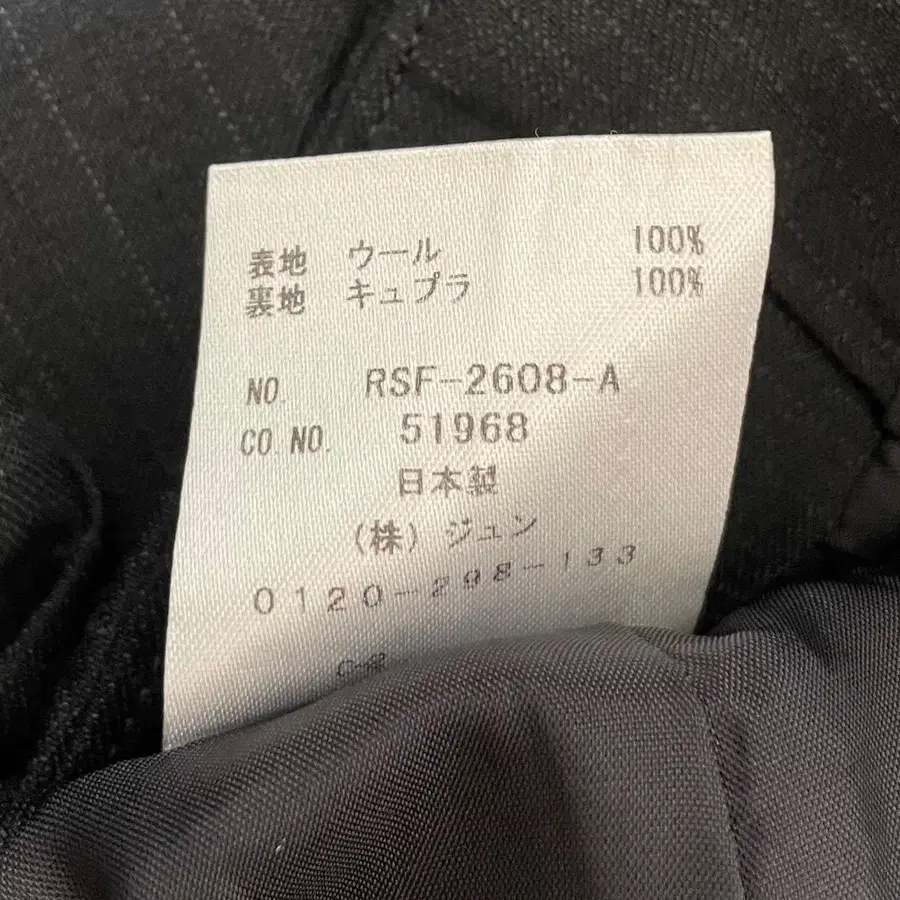 表地 ウール 100%
裏地 キュプラ 100%
NO. RSF-2608-A
CO NO. 51968
日本製
(株) ジュン
0120-298-133